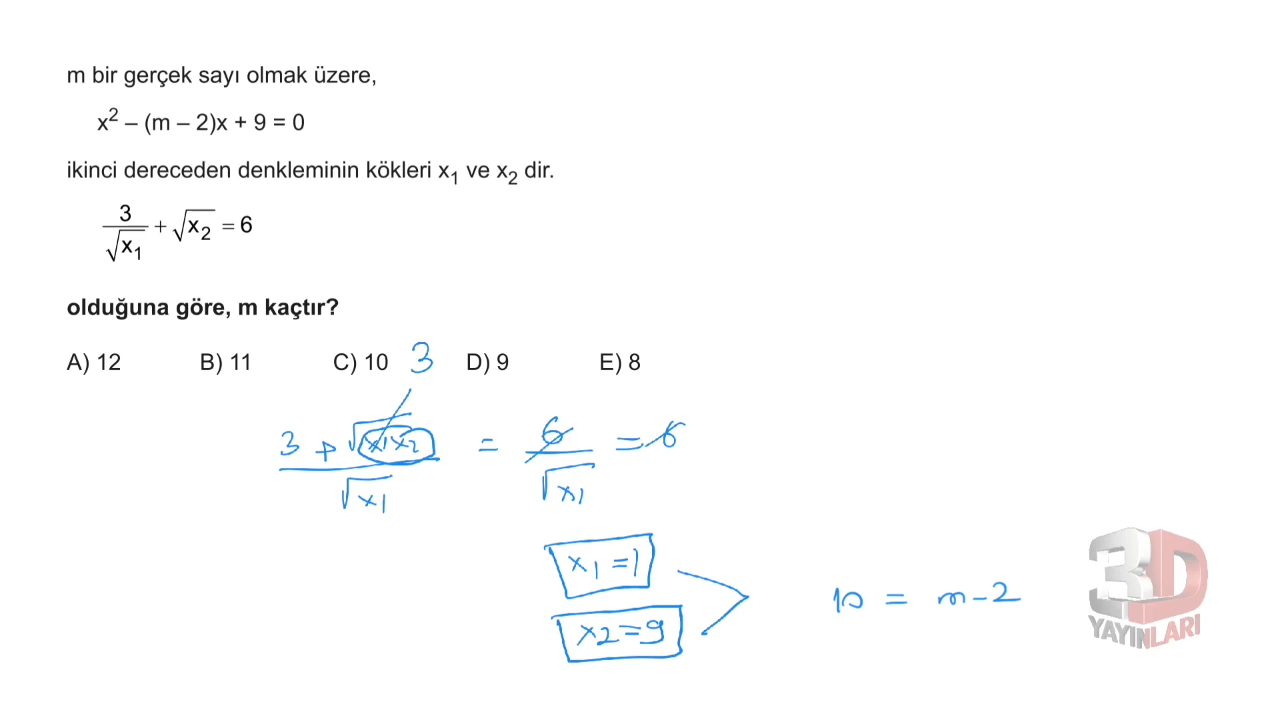 m bir gerçek sayı olmak üzere,
x² – (m – 2)x + 9 = 0
ikinci dereceden denkleminin kökleri x₁ ve x₂ dir.
3/√x₁ + √x₂ = 6
olduğuna göre, m kaçtır?
A) 12 B) 11 C) 10 D) 9 E) 8
3
(3 + √(x₁x₂))/√x₁ = 6/√x₁ = 6
x₁ = 1
x₂ = 9
10 = m - 2
3D
YAYINLARI